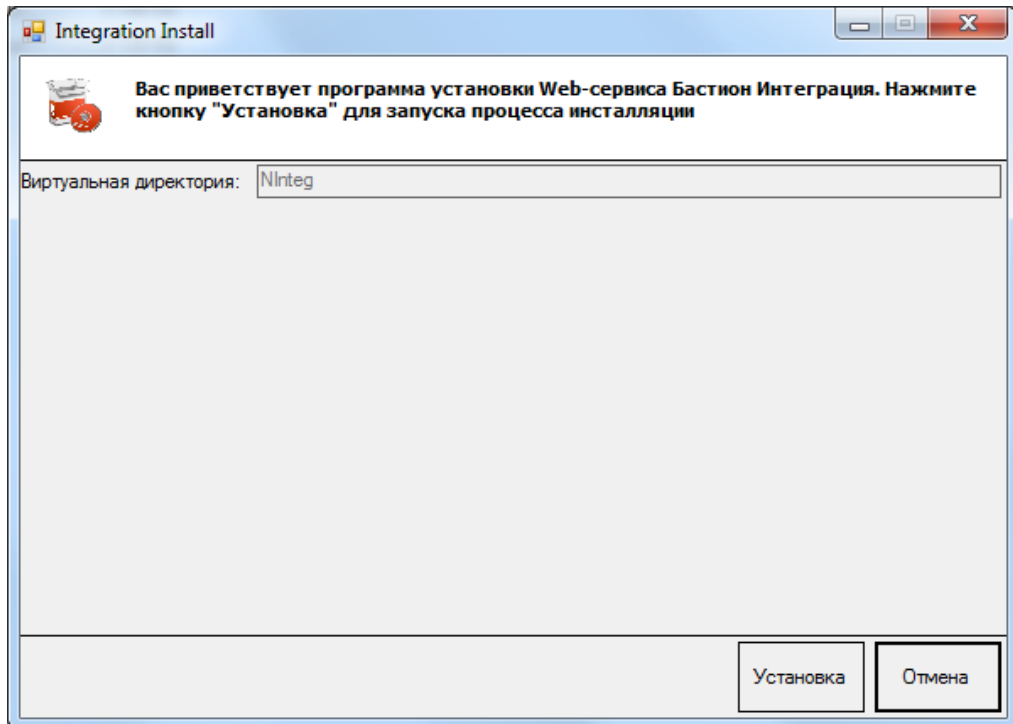 Integration Install
Вас приветствует программа установки Web-сервиса Бастион Интеграция. Нажмите
кнопку "Установка" для запуска процесса инсталляции
Виртуальная директория: NInteg
Установка Отмена